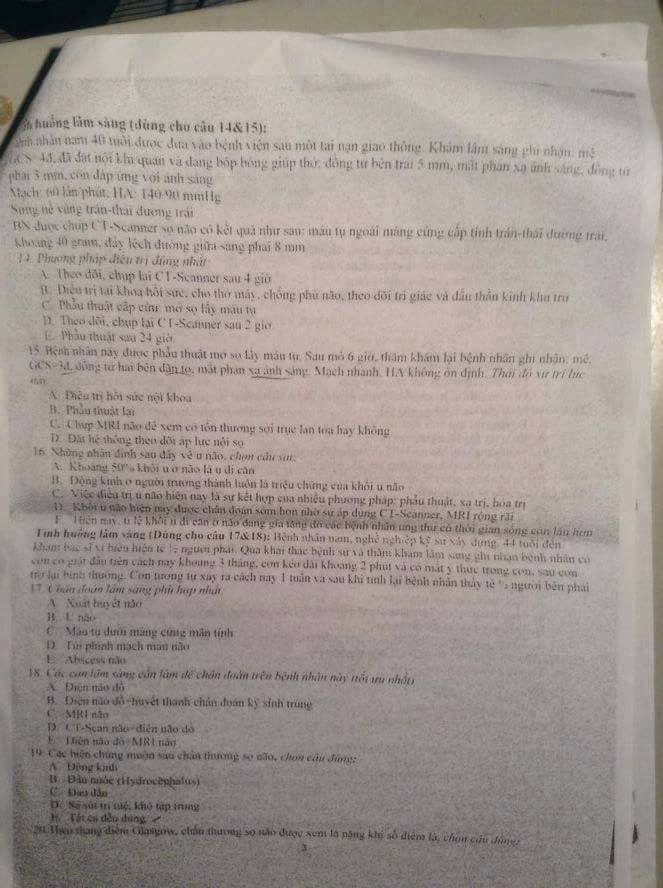 huống lâm sàng (dùng cho câu 14&15):
nhân nam 40 tuổi được đưa vào bệnh viện sau một tai nạn giao thông. Khám lâm sàng ghi nhận: mê
GCS=4đ, đã đặt nội khí quản và đang bóp bóng giúp thở; đồng tử bên trái 5 mm, mất phản xạ ánh sáng, đồng tử
phải 3 mm, còn đáp ứng với ánh sáng
Mạch: 60 lần/phút, HA: 140/90 mmHg
Sưng nề vùng trán-thái dương trái
BN được chụp CT-Scanner sọ não có kết quả như sau: máu tụ ngoài màng cứng cấp tính trán-thái dương trái,
khoảng 40 gram, đẩy lệch đường giữa sang phải 8 mm
14. Phương pháp điều trị đúng nhất
A. Theo dõi, chụp lại CT-Scanner sau 4 giờ
B. Điều trị tại khoa hồi sức, cho thở máy, chống phù não, theo dõi tri giác và dấu thần kinh khu trú
C. Phẫu thuật cấp cứu: mở sọ lấy máu tụ
D. Theo dõi, chụp lại CT-Scanner sau 2 giờ
E. Phẫu thuật sau 24 giờ
15. Bệnh nhân này được phẫu thuật mở sọ lấy máu tụ. Sau mổ 6 giờ, thăm khám lại bệnh nhân ghi nhận: mê,
GCS=3đ, đồng tử hai bên dãn to, mất phản xạ ánh sáng. Mạch nhanh, HA không ổn định. Thái độ xử trí lúc
này
A. Điều trị hồi sức nội khoa
B. Phẫu thuật lại
C. Chụp MRI não để xem có tổn thương sợi trục lan tỏa hay không
D. Đặt hệ thống theo dõi áp lực nội sọ
16. Những nhận định sau đây về u não, chọn câu sai:
A. Khoảng 50% khối u ở não là u di căn
B. Động kinh ở người trưởng thành luôn là triệu chứng của khối u não
C. Việc điều trị u não hiện nay là sự kết hợp của nhiều phương pháp: phẫu thuật, xạ trị, hóa trị
D. Khối u não hiện nay được chẩn đoán sớm hơn nhờ sự áp dụng CT-Scanner, MRI rộng rãi
E. Hiện nay, tỉ lệ khối u di căn ở não đang gia tăng do các bệnh nhân ung thư có thời gian sống còn lâu hơn
Tình huống lâm sàng (Dùng cho câu 17&18): Bệnh nhân nam, nghề nghiệp kỹ sư xây dựng, 44 tuổi đến
khám bác sĩ vì biểu hiện tê ½ người phải. Qua khai thác bệnh sử và thăm khám lâm sàng ghi nhận bệnh nhân có
cơn co giật đầu tiên cách nay khoảng 3 tháng, cơn kéo dài khoảng 2 phút và có mất ý thức trong cơn, sau cơn
trở lại bình thường. Cơn tương tự xảy ra cách nay 1 tuần và sau khi tỉnh lại bệnh nhân thấy tê ½ người bên phải
17. Chẩn đoán lâm sàng phù hợp nhất
A. Xuất huyết não
B. U não
C. Máu tụ dưới màng cứng mãn tính
D. Túi phình mạch máu não
E. Abscess não
18. Các cận lâm sàng cần làm để chẩn đoán trên bệnh nhân này (tối ưu nhất)
A. Điện não đồ
B. Điện não đồ+huyết thanh chẩn đoán ký sinh trùng
C. MRI não
D. CT-Scan não+điện não đồ
E. Điện não đồ+MRI não
19. Các biến chứng muộn sau chấn thương sọ não, chọn câu đúng:
A. Động kinh
B. Đầu nước (Hydrocephalus)
C. Đau đầu
D. Sa sút trí tuệ, khó tập trung
E. Tất cả đều đúng
20. Theo thang điểm Glasgow, chấn thương sọ não được xem là nặng khi số điểm là, chọn câu đúng:
3